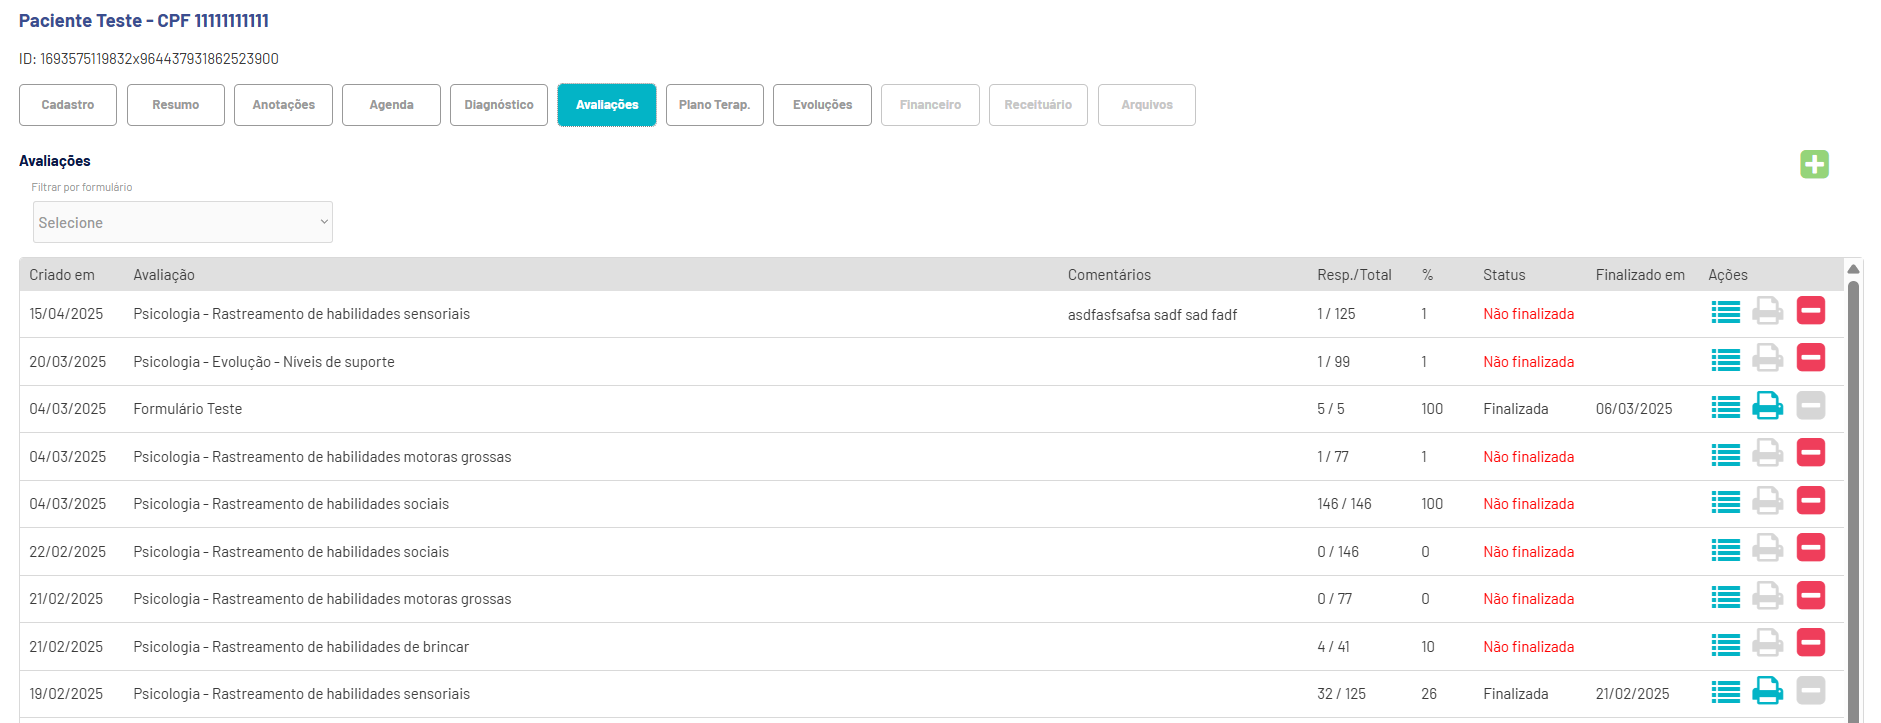 Paciente Teste - CPF 11111111111
ID: 1693575119832x964437931862523900
Cadastro Resumo Anotações Agenda Diagnóstico Avaliações Plano Terap. Evoluções Financeiro Receituário Arquivos
Avaliações
Filtrar por formulário
Selecione
Criado em Avaliação Comentários Resp./Total % Status Finalizado em Ações
15/04/2025 Psicologia - Rastreamento de habilidades sensoriais asdfasfsafsa sadf sad fadf 1 / 125 1 Não finalizada
20/03/2025 Psicologia - Evolução - Níveis de suporte 1 / 99 1 Não finalizada
04/03/2025 Formulário Teste 5 / 5 100 Finalizada 06/03/2025
04/03/2025 Psicologia - Rastreamento de habilidades motoras grossas 1 / 77 1 Não finalizada
04/03/2025 Psicologia - Rastreamento de habilidades sociais 146 / 146 100 Não finalizada
22/02/2025 Psicologia - Rastreamento de habilidades sociais 0 / 146 0 Não finalizada
21/02/2025 Psicologia - Rastreamento de habilidades motoras grossas 0 / 77 0 Não finalizada
21/02/2025 Psicologia - Rastreamento de habilidades de brincar 4 / 41 10 Não finalizada
19/02/2025 Psicologia - Rastreamento de habilidades sensoriais 32 / 125 26 Finalizada 21/02/2025